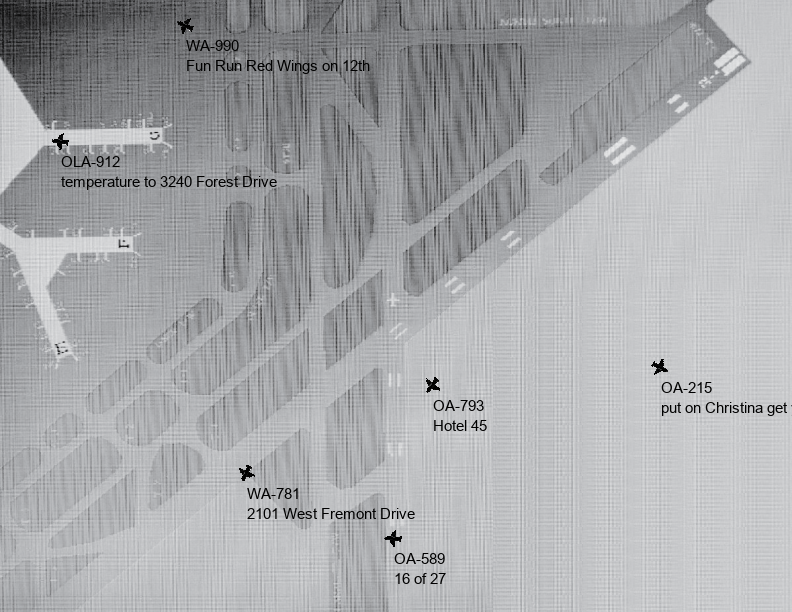 WA-990
Fun Run Red Wings on 12th
OLA-912
temperature to 3240 Forest Drive
OA-215
put on Christina get
OA-793
Hotel 45
WA-781
2101 West Fremont Drive
OA-589
16 of 27